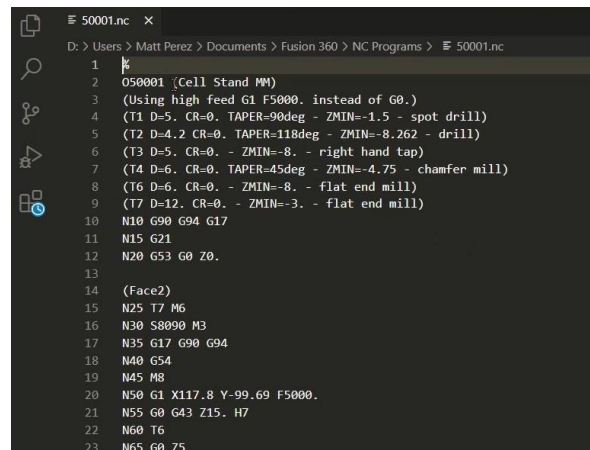 50001.nc
D: > Users > Matt Perez > Documents > Fusion 360 > NC Programs > 50001.nc
1 %
2 O50001 (Cell Stand MM)
3 (Using high feed G1 F5000. instead of G0.)
4 (T1 D=5. CR=0. TAPER=90deg - ZMIN=-1.5 - spot drill)
5 (T2 D=4.2 CR=0. TAPER=118deg - ZMIN=-8.262 - drill)
6 (T3 D=5. CR=0. - ZMIN=-8. - right hand tap)
7 (T4 D=6. CR=0. TAPER=45deg - ZMIN=-4.75 - chamfer mill)
8 (T6 D=6. CR=0. - ZMIN=-8. - flat end mill)
9 (T7 D=12. CR=0. - ZMIN=-3. - flat end mill)
10 N10 G90 G94 G17
11 N15 G21
12 N20 G53 G0 Z0.
13
14 (Face2)
15 N25 T7 M6
16 N30 S8090 M3
17 N35 G17 G90 G94
18 N40 G54
19 N45 M8
20 N50 G1 X117.8 Y-99.69 F5000.
21 N55 G0 G43 Z15. H7
22 N60 T6
23 N65 G0 Z5